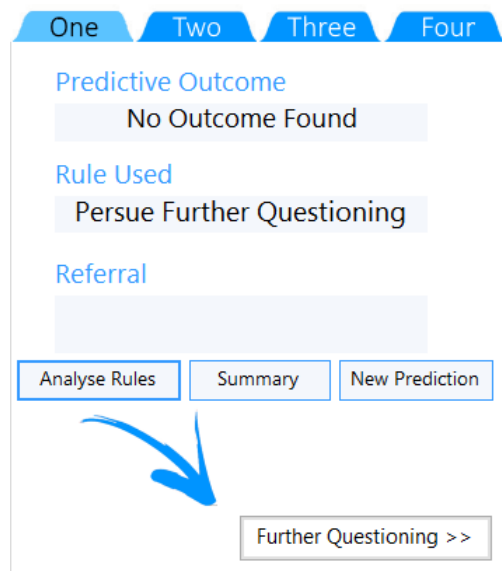 One Two Three Four
Predictive Outcome
No Outcome Found
Rule Used
Persue Further Questioning
Referral
Analyse Rules Summary New Prediction
Further Questioning >>